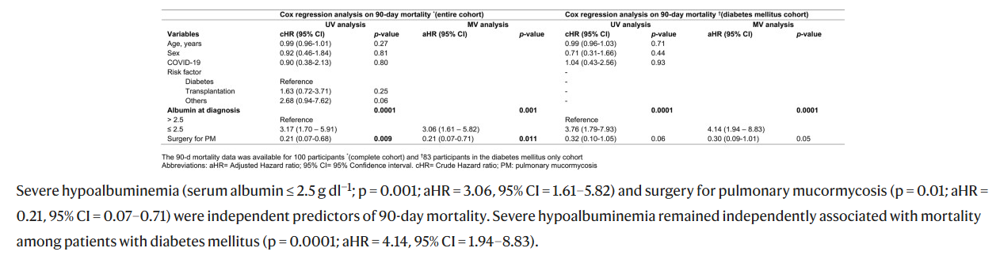 Cox regression analysis on 90-day mortality *(entire cohort) Cox regression analysis on 90-day mortality †(diabetes mellitus cohort)
UV analysis MV analysis UV analysis MV analysis
Variables cHR (95% CI) p-value aHR (95% CI) p-value cHR (95% CI) p-value aHR (95% CI) p-value
Age, years 0.99 (0.96-1.01) 0.27 0.99 (0.96-1.03) 0.71
Sex 0.92 (0.46-1.84) 0.81 0.71 (0.31-1.66) 0.44
COVID-19 0.90 (0.38-2.13) 0.80 1.04 (0.43-2.56) 0.93
Risk factor -
Diabetes Reference -
Transplantation 1.63 (0.72-3.71) 0.25 -
Others 2.68 (0.94-7.62) 0.06 -
Albumin at diagnosis 0.0001 0.001 0.0001 0.0001
> 2.5 Reference Reference
≤ 2.5 3.17 (1.70 – 5.91) 3.06 (1.61 – 5.82) 3.76 (1.79-7.93) 4.14 (1.94 – 8.83)
Surgery for PM 0.21 (0.07-0.68) 0.009 0.21 (0.07-0.71) 0.011 0.32 (0.10-1.05) 0.06 0.30 (0.09-1.01) 0.05
The 90-d mortality data was available for 100 participants *(complete cohort) and †83 participants in the diabetes mellitus only cohort
Abbreviations: aHR= Adjusted Hazard ratio; 95% CI= 95% Confidence interval. cHR= Crude Hazard ratio; PM: pulmonary mucormycosis
Severe hypoalbuminemia (serum albumin ≤ 2.5 g dl⁻¹; p = 0.001; aHR = 3.06, 95% CI = 1.61–5.82) and surgery for pulmonary mucormycosis (p = 0.01; aHR =
0.21, 95% CI = 0.07–0.71) were independent predictors of 90-day mortality. Severe hypoalbuminemia remained independently associated with mortality
among patients with diabetes mellitus (p = 0.0001; aHR = 4.14, 95% CI = 1.94–8.83).